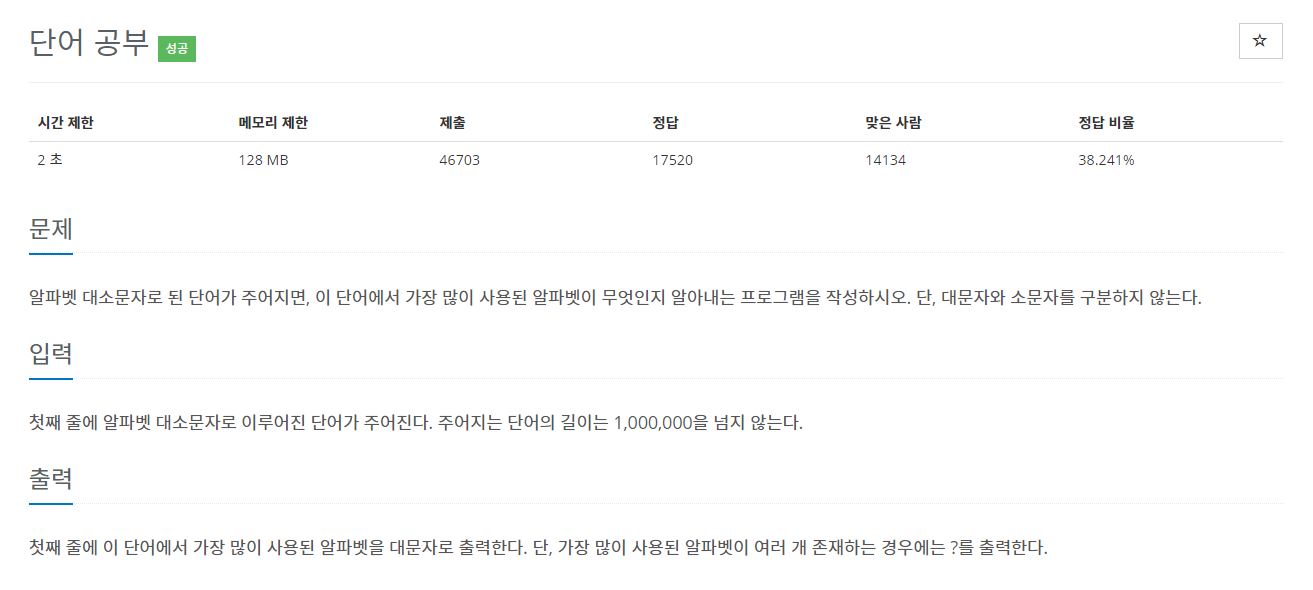 단어 공부 성공
시간 제한 메모리 제한 제출 정답 맞은 사람 정답 비율
2 초 128 MB 46703 17520 14134 38.241%
문제
알파벳 대소문자로 된 단어가 주어지면, 이 단어에서 가장 많이 사용된 알파벳이 무엇인지 알아내는 프로그램을 작성하시오. 단, 대문자와 소문자를 구분하지 않는다.
입력
첫째 줄에 알파벳 대소문자로 이루어진 단어가 주어진다. 주어지는 단어의 길이는 1,000,000을 넘지 않는다.
출력
첫째 줄에 이 단어에서 가장 많이 사용된 알파벳을 대문자로 출력한다. 단, 가장 많이 사용된 알파벳이 여러 개 존재하는 경우에는 ?를 출력한다.